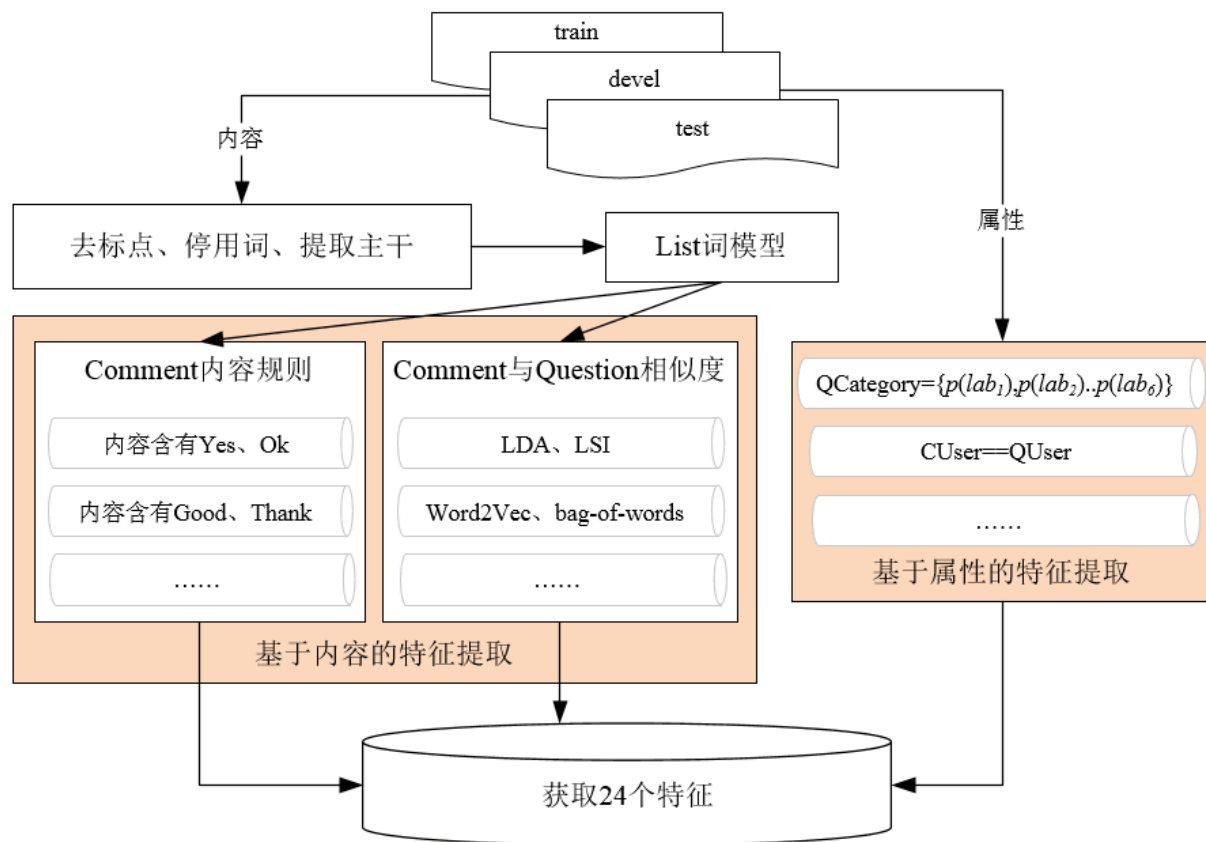 train
devel
test
内容
属性
去标点、停用词、提取主干
List词模型
Comment内容规则
内容含有Yes、Ok
内容含有Good、Thank
……
Comment与Question相似度
LDA、LSI
Word2Vec、bag-of-words
……
基于内容的特征提取
QCategory={p(lab₁),p(lab₂)..p(lab₆)}
CUser==QUser
……
基于属性的特征提取
获取24个特征